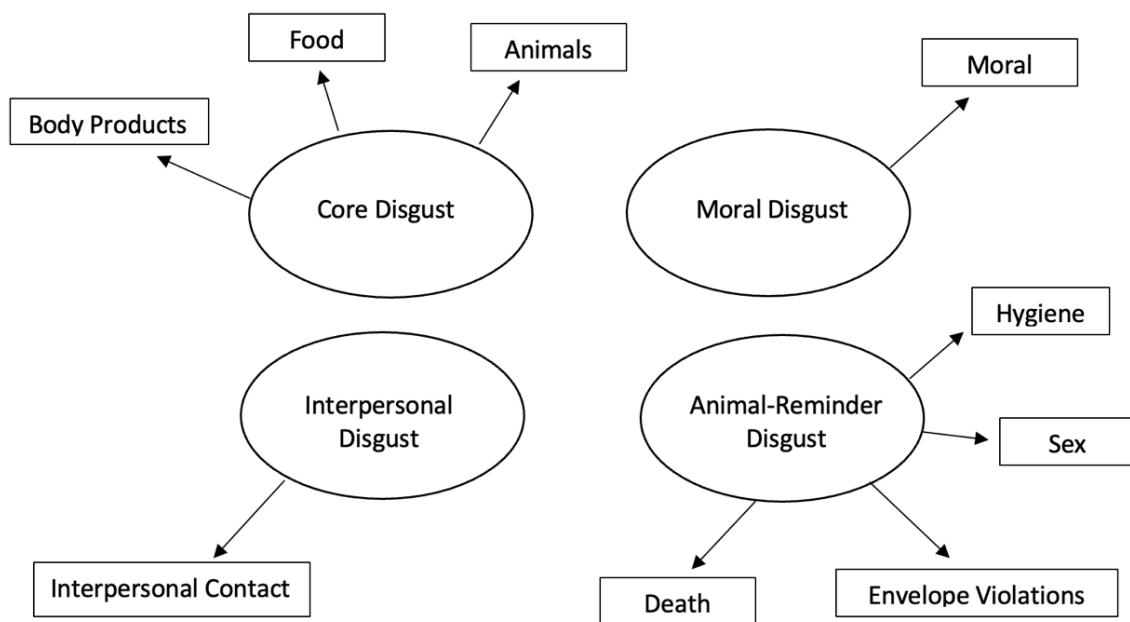 Food
Animals
Moral
Body Products
Core Disgust
Moral Disgust
Hygiene
Interpersonal
Disgust
Animal-Reminder
Disgust
Sex
Interpersonal Contact
Death
Envelope Violations